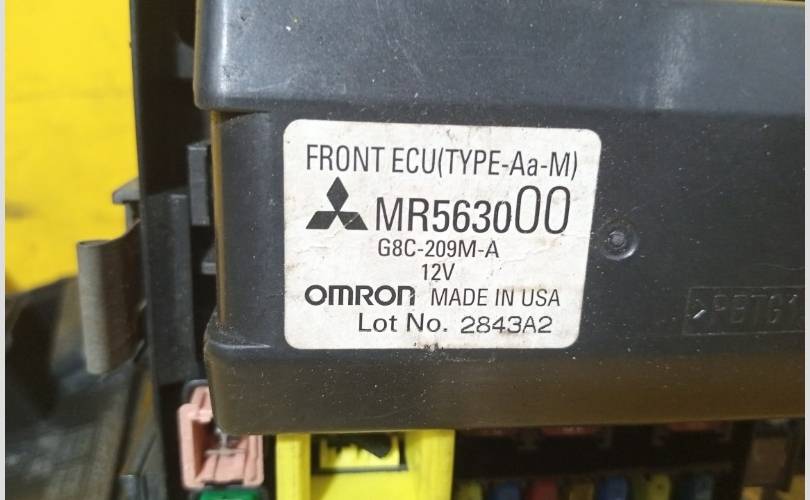 FRONT ECU(TYPE-Aa-M)
MR563000
G8C-209M-A
12V
OMRON MADE IN USA
Lot No. 2843A2